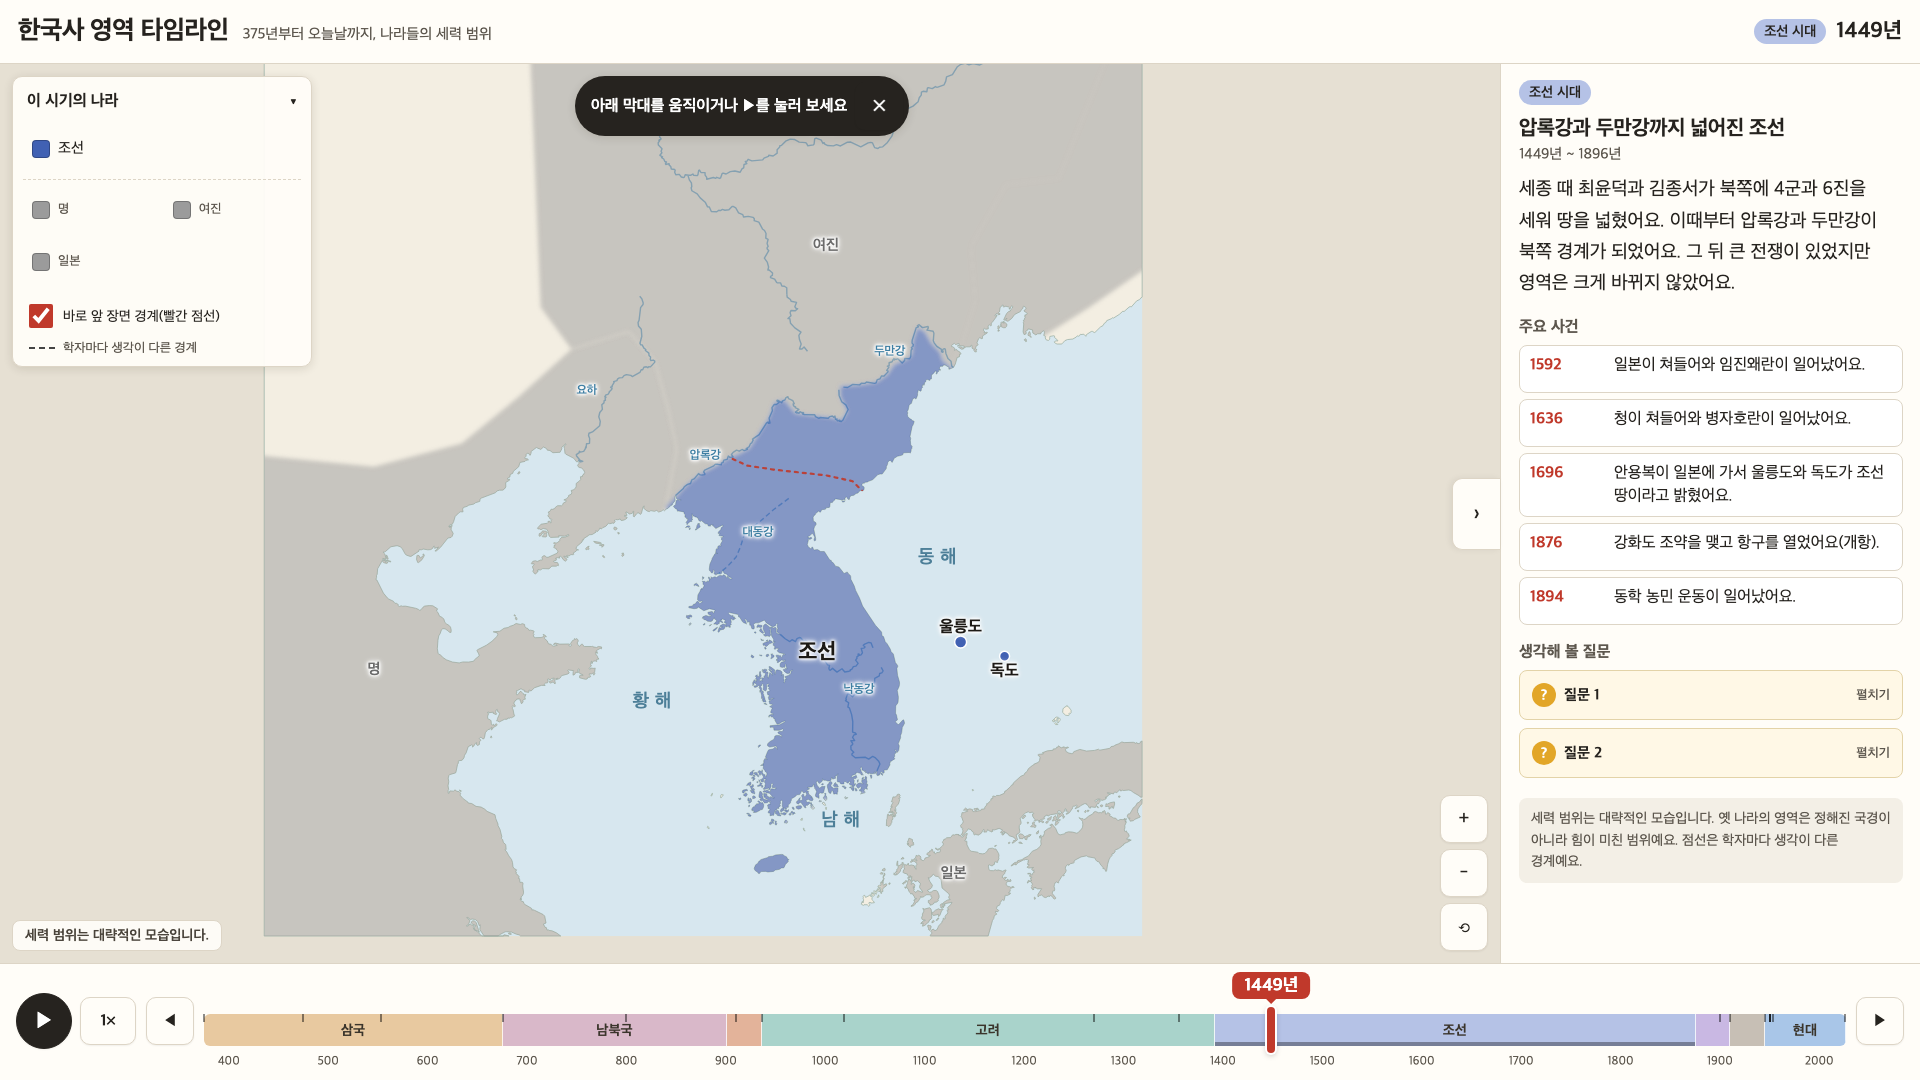 한국사 영역 타임라인
375년부터 오늘날까지, 나라들의 세력 범위
조선 시대
1449년
이 시기의 나라
▼
조선
명
여진
일본
바로 앞 장면 경계(빨간 점선)
학자마다 생각이 다른 경계
아래 막대를 움직이거나 ▶를 눌러 보세요
✕
여진
두만강
요하
압록강
대동강
동해
울릉도
독도
조선
명
낙동강
황해
남해
일본
세력 범위는 대략적인 모습입니다.
›
+
−
⟲
조선 시대
압록강과 두만강까지 넓어진 조선
1449년 ~ 1896년
세종 때 최윤덕과 김종서가 북쪽에 4군과 6진을
세워 땅을 넓혔어요. 이때부터 압록강과 두만강이
북쪽 경계가 되었어요. 그 뒤 큰 전쟁이 있었지만
영역은 크게 바뀌지 않았어요.
주요 사건
1592 일본이 쳐들어와 임진왜란이 일어났어요.
1636 청이 쳐들어와 병자호란이 일어났어요.
1696 안용복이 일본에 가서 울릉도와 독도가 조선
땅이라고 밝혔어요.
1876 강화도 조약을 맺고 항구를 열었어요(개항).
1894 동학 농민 운동이 일어났어요.
생각해 볼 질문
? 질문 1 펼치기
? 질문 2 펼치기
세력 범위는 대략적인 모습입니다. 옛 나라의 영역은 정해진 국경이
아니라 힘이 미친 범위예요. 점선은 학자마다 생각이 다른
경계예요.
1449년
▶ 1× ◀
삼국 남북국 고려 조선 현대
▶
400 500 600 700 800 900 1000 1100 1200 1300 1400 1500 1600 1700 1800 1900 2000